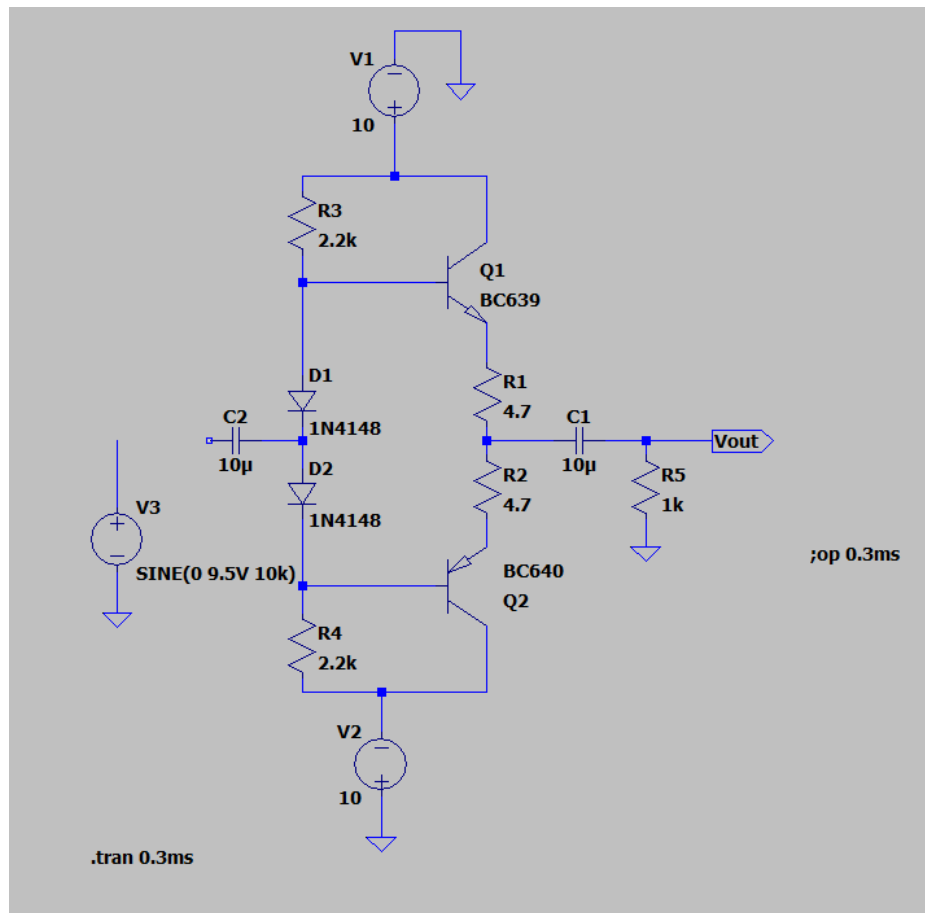 V1
10
R3
2.2k
Q1
BC639
D1
1N4148
R1
4.7
C2
10µ
C1
10µ
Vout
D2
1N4148
R2
4.7
R5
1k
V3
SINE(0 9.5V 10k)
;op 0.3ms
BC640
Q2
R4
2.2k
V2
10
.tran 0.3ms